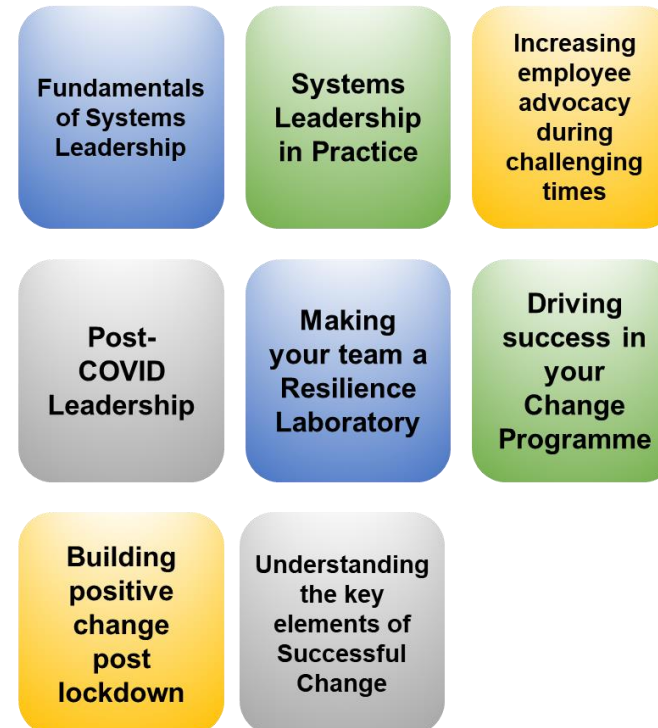 Fundamentals
of Systems
Leadership
Systems
Leadership
in Practice
Increasing
employee
advocacy
during
challenging
times
Post-
COVID
Leadership
Making
your team a
Resilience
Laboratory
Driving
success in
your
Change
Programme
Building
positive
change
post
lockdown
Understanding
the key
elements of
Successful
Change